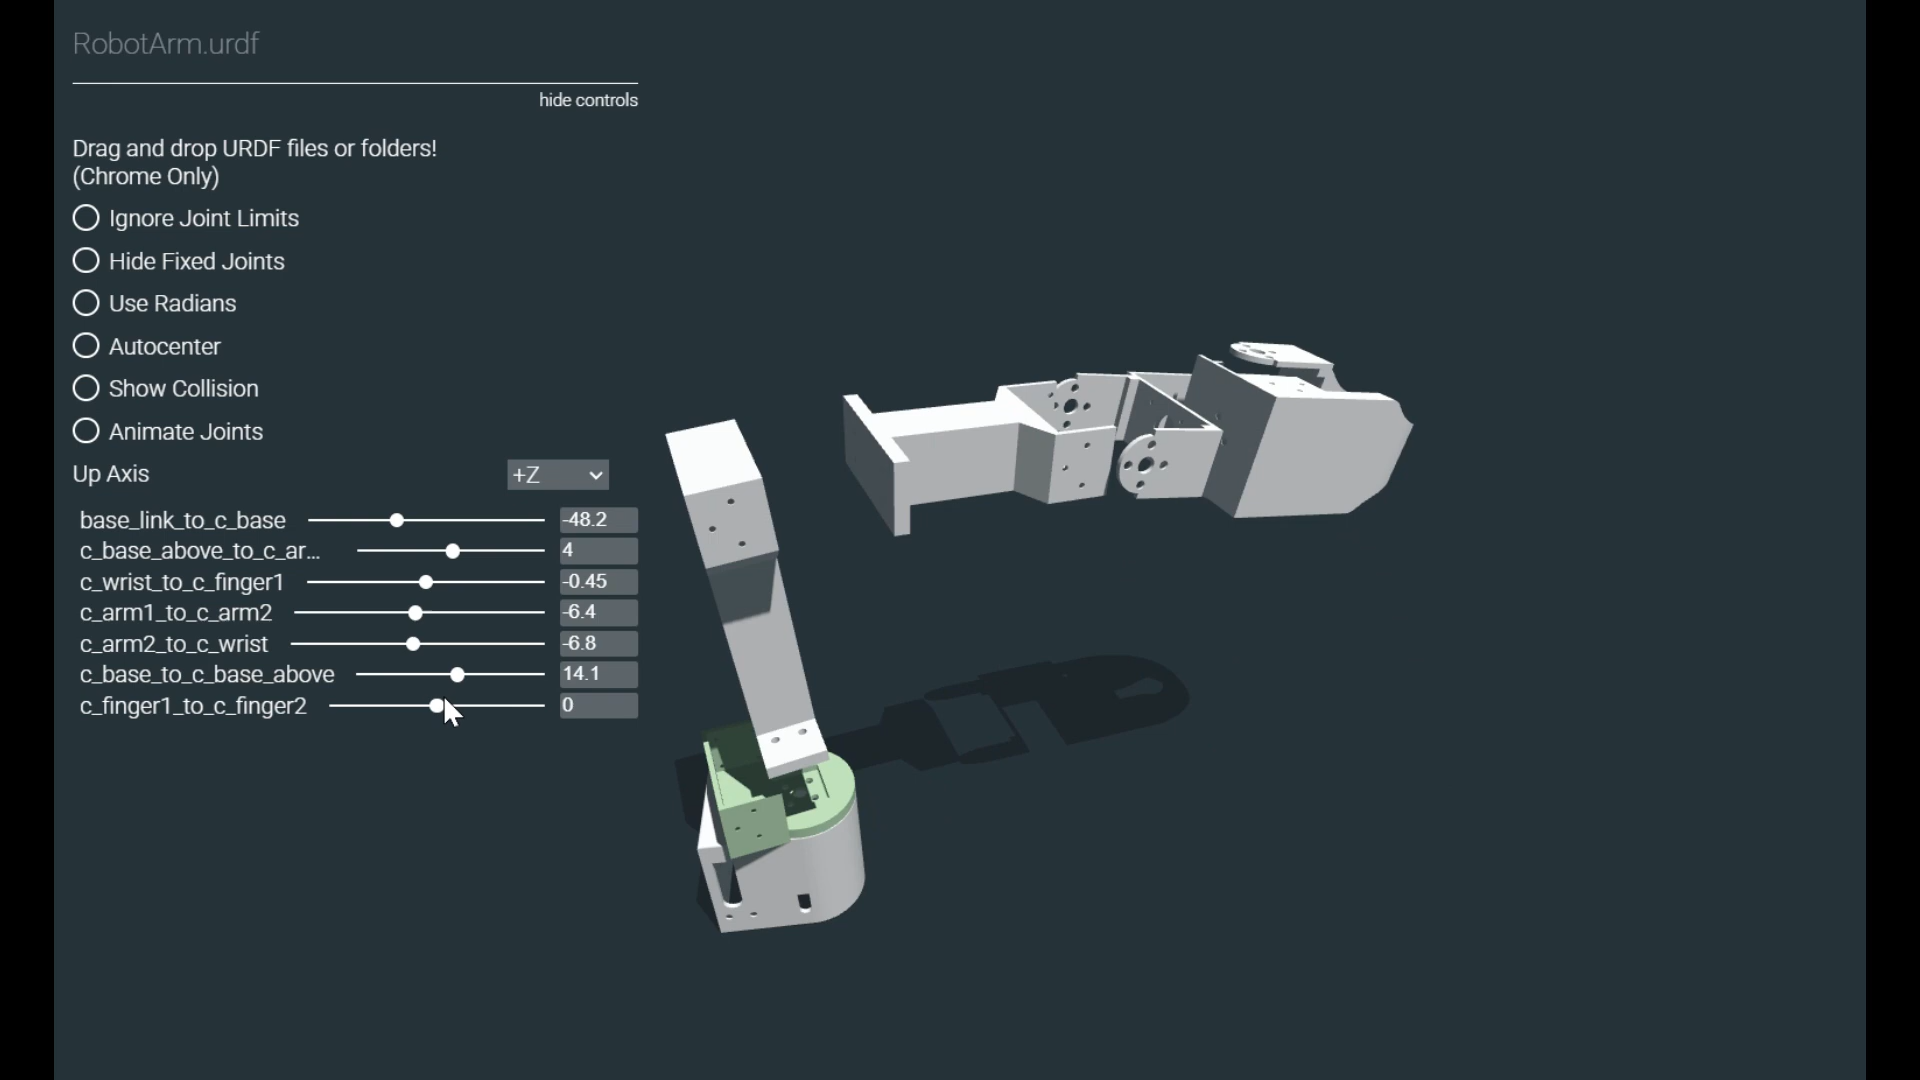 RobotArm.urdf
hide controls
Drag and drop URDF files or folders!
(Chrome Only)
Ignore Joint Limits
Hide Fixed Joints
Use Radians
Autocenter
Show Collision
Animate Joints
Up Axis +Z
base_link_to_c_base -48.2
c_base_above_to_c_ar... 4
c_wrist_to_c_finger1 -0.45
c_arm1_to_c_arm2 -6.4
c_arm2_to_c_wrist -6.8
c_base_to_c_base_above 14.1
c_finger1_to_c_finger2 0